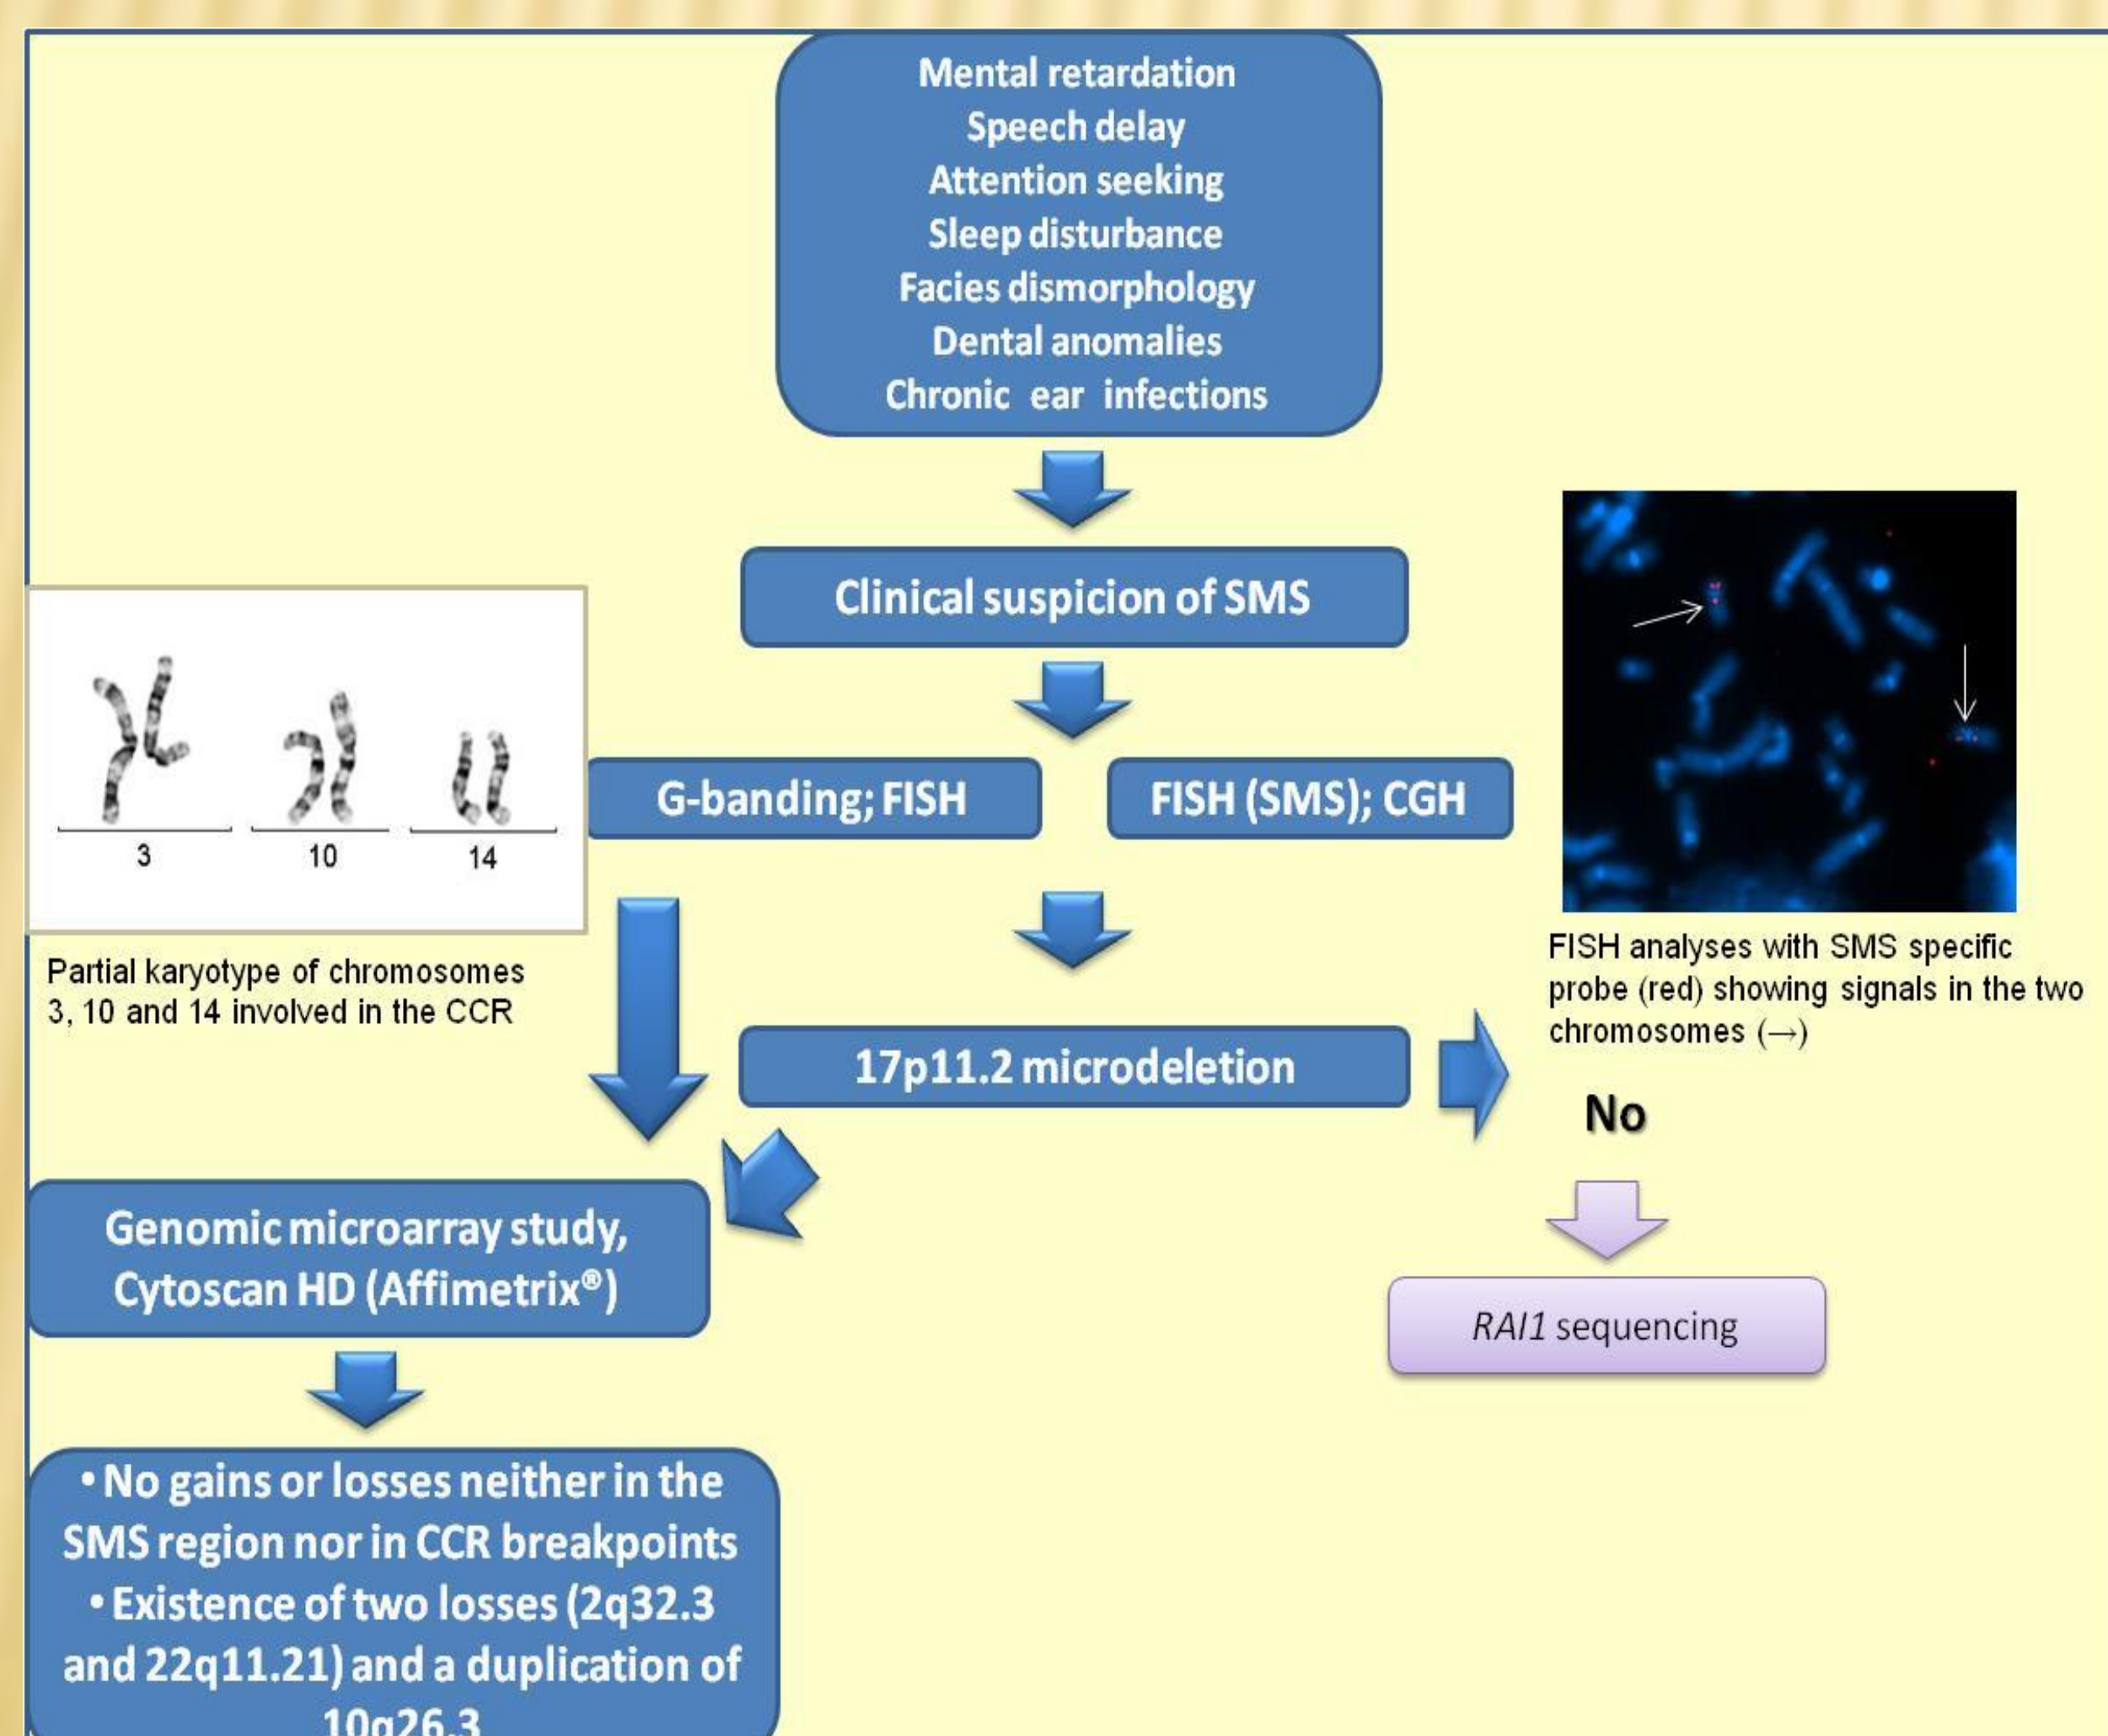 Mental retardation
Speech delay
Attention seeking
Sleep disturbance
Facies dismorphology
Dental anomalies
Chronic ear infections
Clinical suspicion of SMS
G-banding; FISH
FISH (SMS); CGH
3
10
14
Partial karyotype of chromosomes
3, 10 and 14 involved in the CCR
FISH analyses with SMS specific
probe (red) showing signals in the two
chromosomes (→)
17p11.2 microdeletion
No
Genomic microarray study,
Cytoscan HD (Affimetrix®)
RAI1 sequencing
• No gains or losses neither in the
SMS region nor in CCR breakpoints
• Existence of two losses (2q32.3
and 22q11.21) and a duplication of
10q26.3